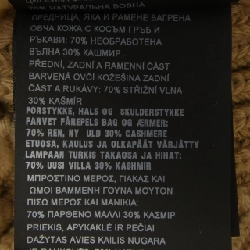 ПРЕДНИЦА, ЯКА И РАМЕНЕ ЗАГРЕНА
ОВЧА КОЖА С КОСЪМ ГРЪБ И
РЪКАВИ: 70% НЕОБРАБОТЕНА
ВЪЛНА 30% КАШМИР
PŘEDNÍ, ZADNÍ A RAMENNÍ ČÁST
BARVENÁ OVČÍ KOŽEŠINA ZADNÍ
ČÁST A RUKÁVY: 70% STŘIŽNÍ VLNA
30% KAŠMÍR
FORSTYKKE, HALS OG SKULDERSTYKKE
FARVET FÅREPELS BAG OG ÆRMER:
70% REN, NY ULD 30% CASHMERE
ETUOSA, KAULUS JA OLKAPÄÄT VÄRJÄTTY
LAMPAAN TURKIS TAKAOSA JA HIHAT:
70% UUSI VILLA 30% KASHMIR
ΜΠΡΟΣΤΙΝΟ ΜΕΡΟΣ, ΓΙΑΚΑΣ ΚΑΙ
ΩΜΟΙ ΒΑΜΜΕΝΗ ΓΟΥΝΑ MOYTON
ΠΙΣΩ ΜΕΡΟΣ ΚΑΙ ΜΑΝΙΚΙΑ:
70% ΠΑΡΘΕΝΟ ΜΑΛΛΙ 30% ΚΑΣΜΙΡ
PRIEKIS, APYKAKLĖ IR PEČIAI
DAŽYTAS AVIES KAILIS NUGARA